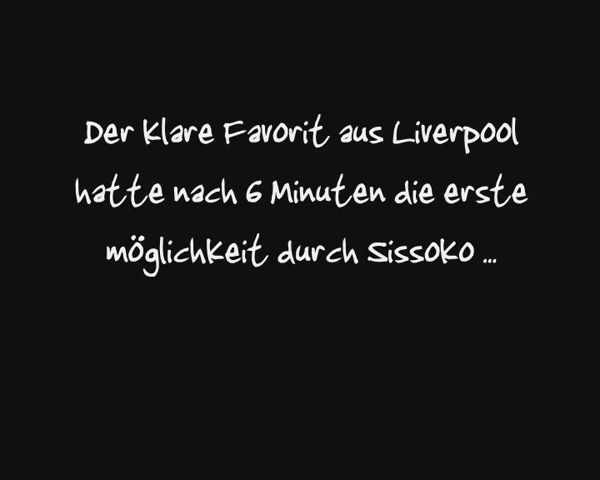 Der Klare Favorit aus Liverpool
hatte nach 6 Minuten die erste
möglichkeit durch Sissoko ...